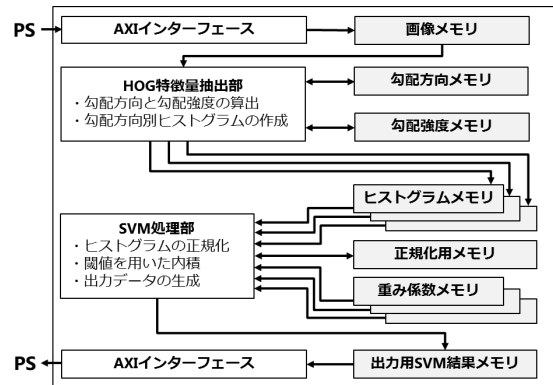 PS
AXIインターフェース
画像メモリ
HOG特徴量抽出部
・勾配方向と勾配強度の算出
・勾配方向別ヒストグラムの作成
勾配方向メモリ
勾配強度メモリ
ヒストグラムメモリ
SVM処理部
・ヒストグラムの正規化
・閾値を用いた内積
・出力データの生成
正規化用メモリ
重み係数メモリ
PS
AXIインターフェース
出力用SVM結果メモリ